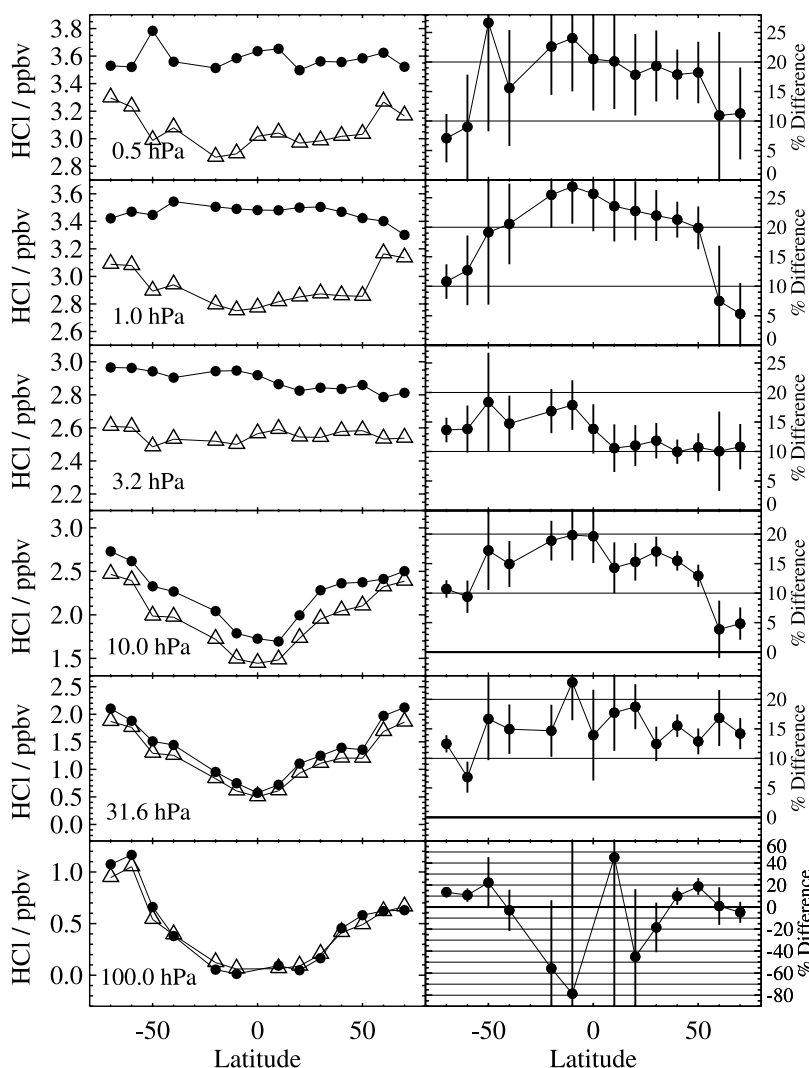 HCl / ppbv
3.8
3.6
3.4
3.2
3.0
2.8
0.5 hPa
25
20
15
10
5
0
% Difference
HCl / ppbv
3.6
3.4
3.2
3.0
2.8
2.6
1.0 hPa
25
20
15
10
5
0
% Difference
HCl / ppbv
3.0
2.8
2.6
2.4
2.2
3.2 hPa
20
15
10
5
0
% Difference
HCl / ppbv
3.0
2.5
2.0
1.5
10.0 hPa
20
15
10
5
0
% Difference
HCl / ppbv
2.5
2.0
1.5
1.0
0.5
0.0
31.6 hPa
20
15
10
5
0
% Difference
HCl / ppbv
1.0
0.5
0.0
100.0 hPa
60
40
20
0
-20
-40
-60
-80
% Difference
-50 0 50
Latitude
-50 0 50
Latitude